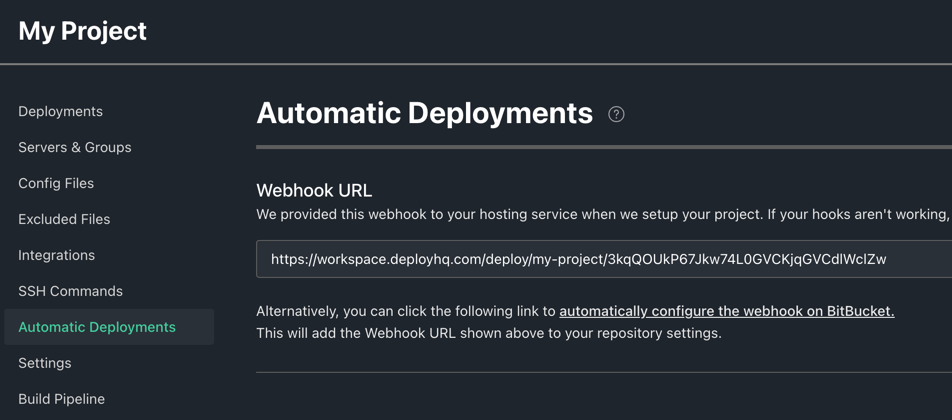 My Project
Deployments
Servers & Groups
Config Files
Excluded Files
Integrations
SSH Commands
Automatic Deployments
Settings
Build Pipeline
Automatic Deployments ?
Webhook URL
We provided this webhook to your hosting service when we setup your project. If your hooks aren't working,
https://workspace.deployhq.com/deploy/my-project/3kqQOUkP67Jkw74L0GVCKjqGVCdlWclZw
Alternatively, you can click the following link to automatically configure the webhook on BitBucket.
This will add the Webhook URL shown above to your repository settings.